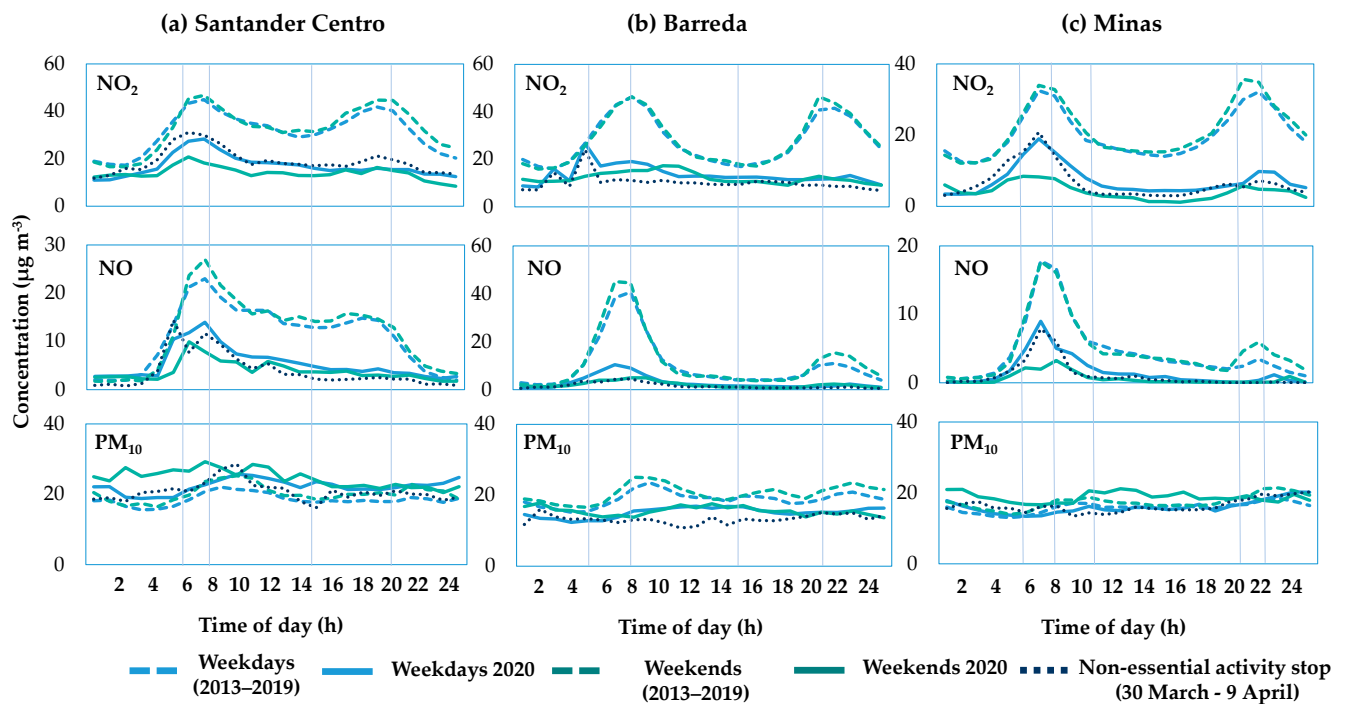 (a) Santander Centro
(b) Barreda
(c) Minas
Concentration (µg m-3)
60
40
20
0
NO2
60
40
20
0
NO2
40
20
0
NO2
30
20
10
0
NO
60
40
20
0
NO
20
10
0
NO
40
20
0
PM10
40
20
0
PM10
40
20
0
PM10
2 4 6 8 10 12 14 16 18 20 22 24
2 4 6 8 10 12 14 16 18 20 22 24
2 4 6 8 10 12 14 16 18 20 22 24
Time of day (h)
Time of day (h)
Time of day (h)
Weekdays
(2013–2019)
Weekdays 2020
Weekends
(2013–2019)
Weekends 2020
Non-essential activity stop
(30 March - 9 April)